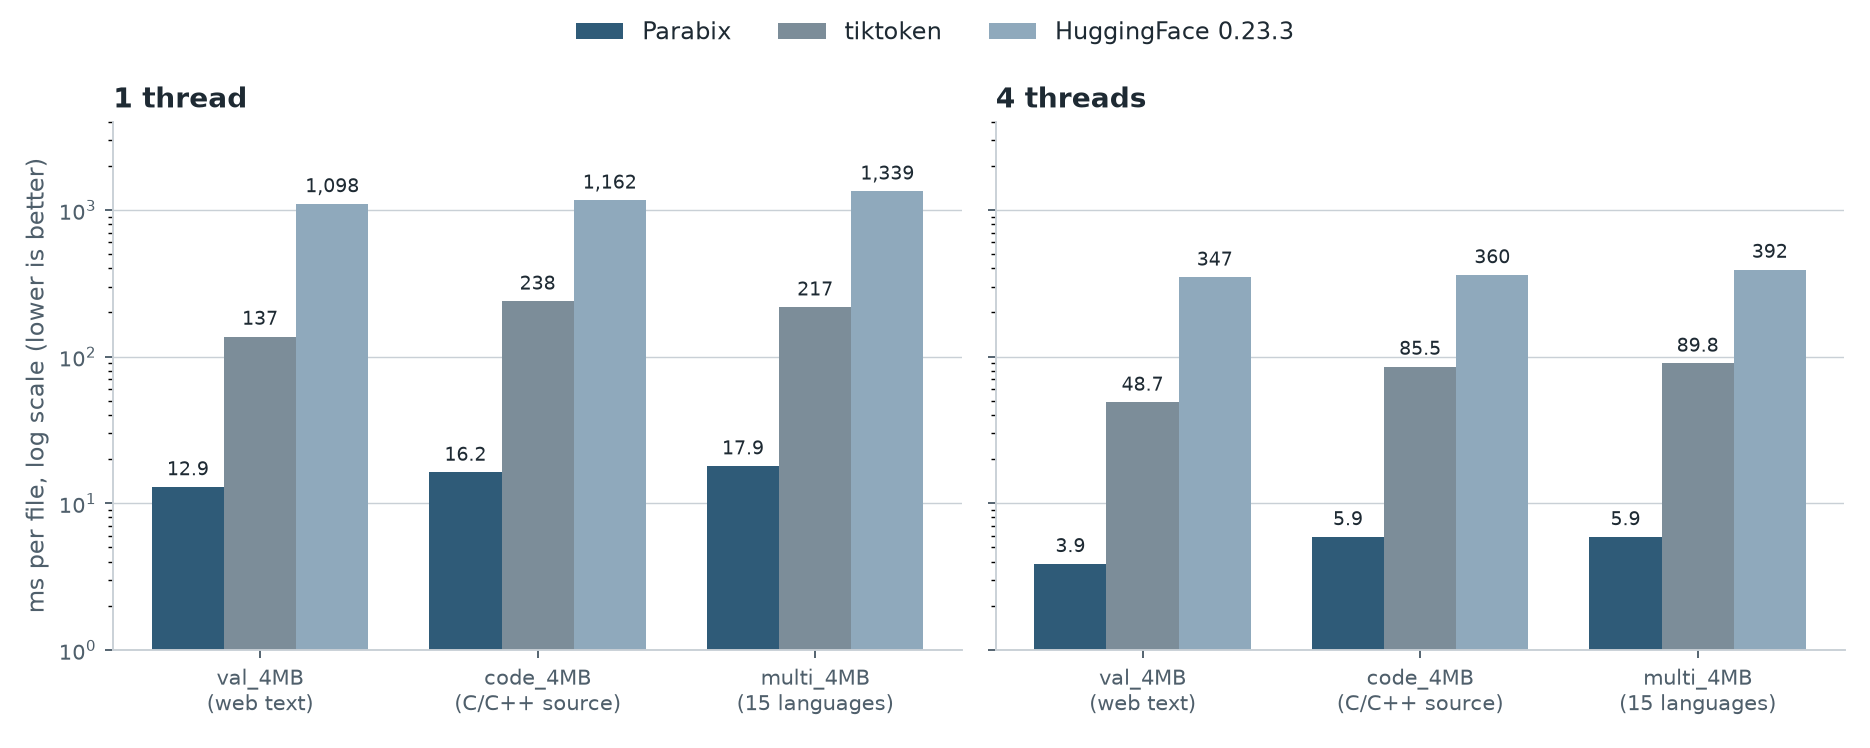 Parabix tiktoken HuggingFace 0.23.3
1 thread
ms per file, log scale (lower is better)
10³
10²
10¹
10⁰
12.9
137
1,098
16.2
238
1,162
17.9
217
1,339
val_4MB
(web text)
code_4MB
(C/C++ source)
multi_4MB
(15 languages)
4 threads
3.9
48.7
347
5.9
85.5
360
5.9
89.8
392
val_4MB
(web text)
code_4MB
(C/C++ source)
multi_4MB
(15 languages)